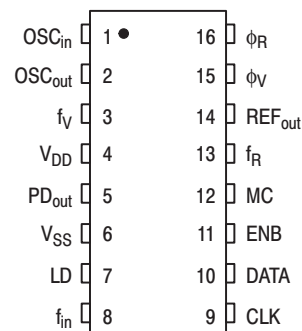 OSCin 1 16 ϕR
OSCout 2 15 ϕV
fV 3 14 REFout
VDD 4 13 fR
PDout 5 12 MC
VSS 6 11 ENB
LD 7 10 DATA
fin 8 9 CLK